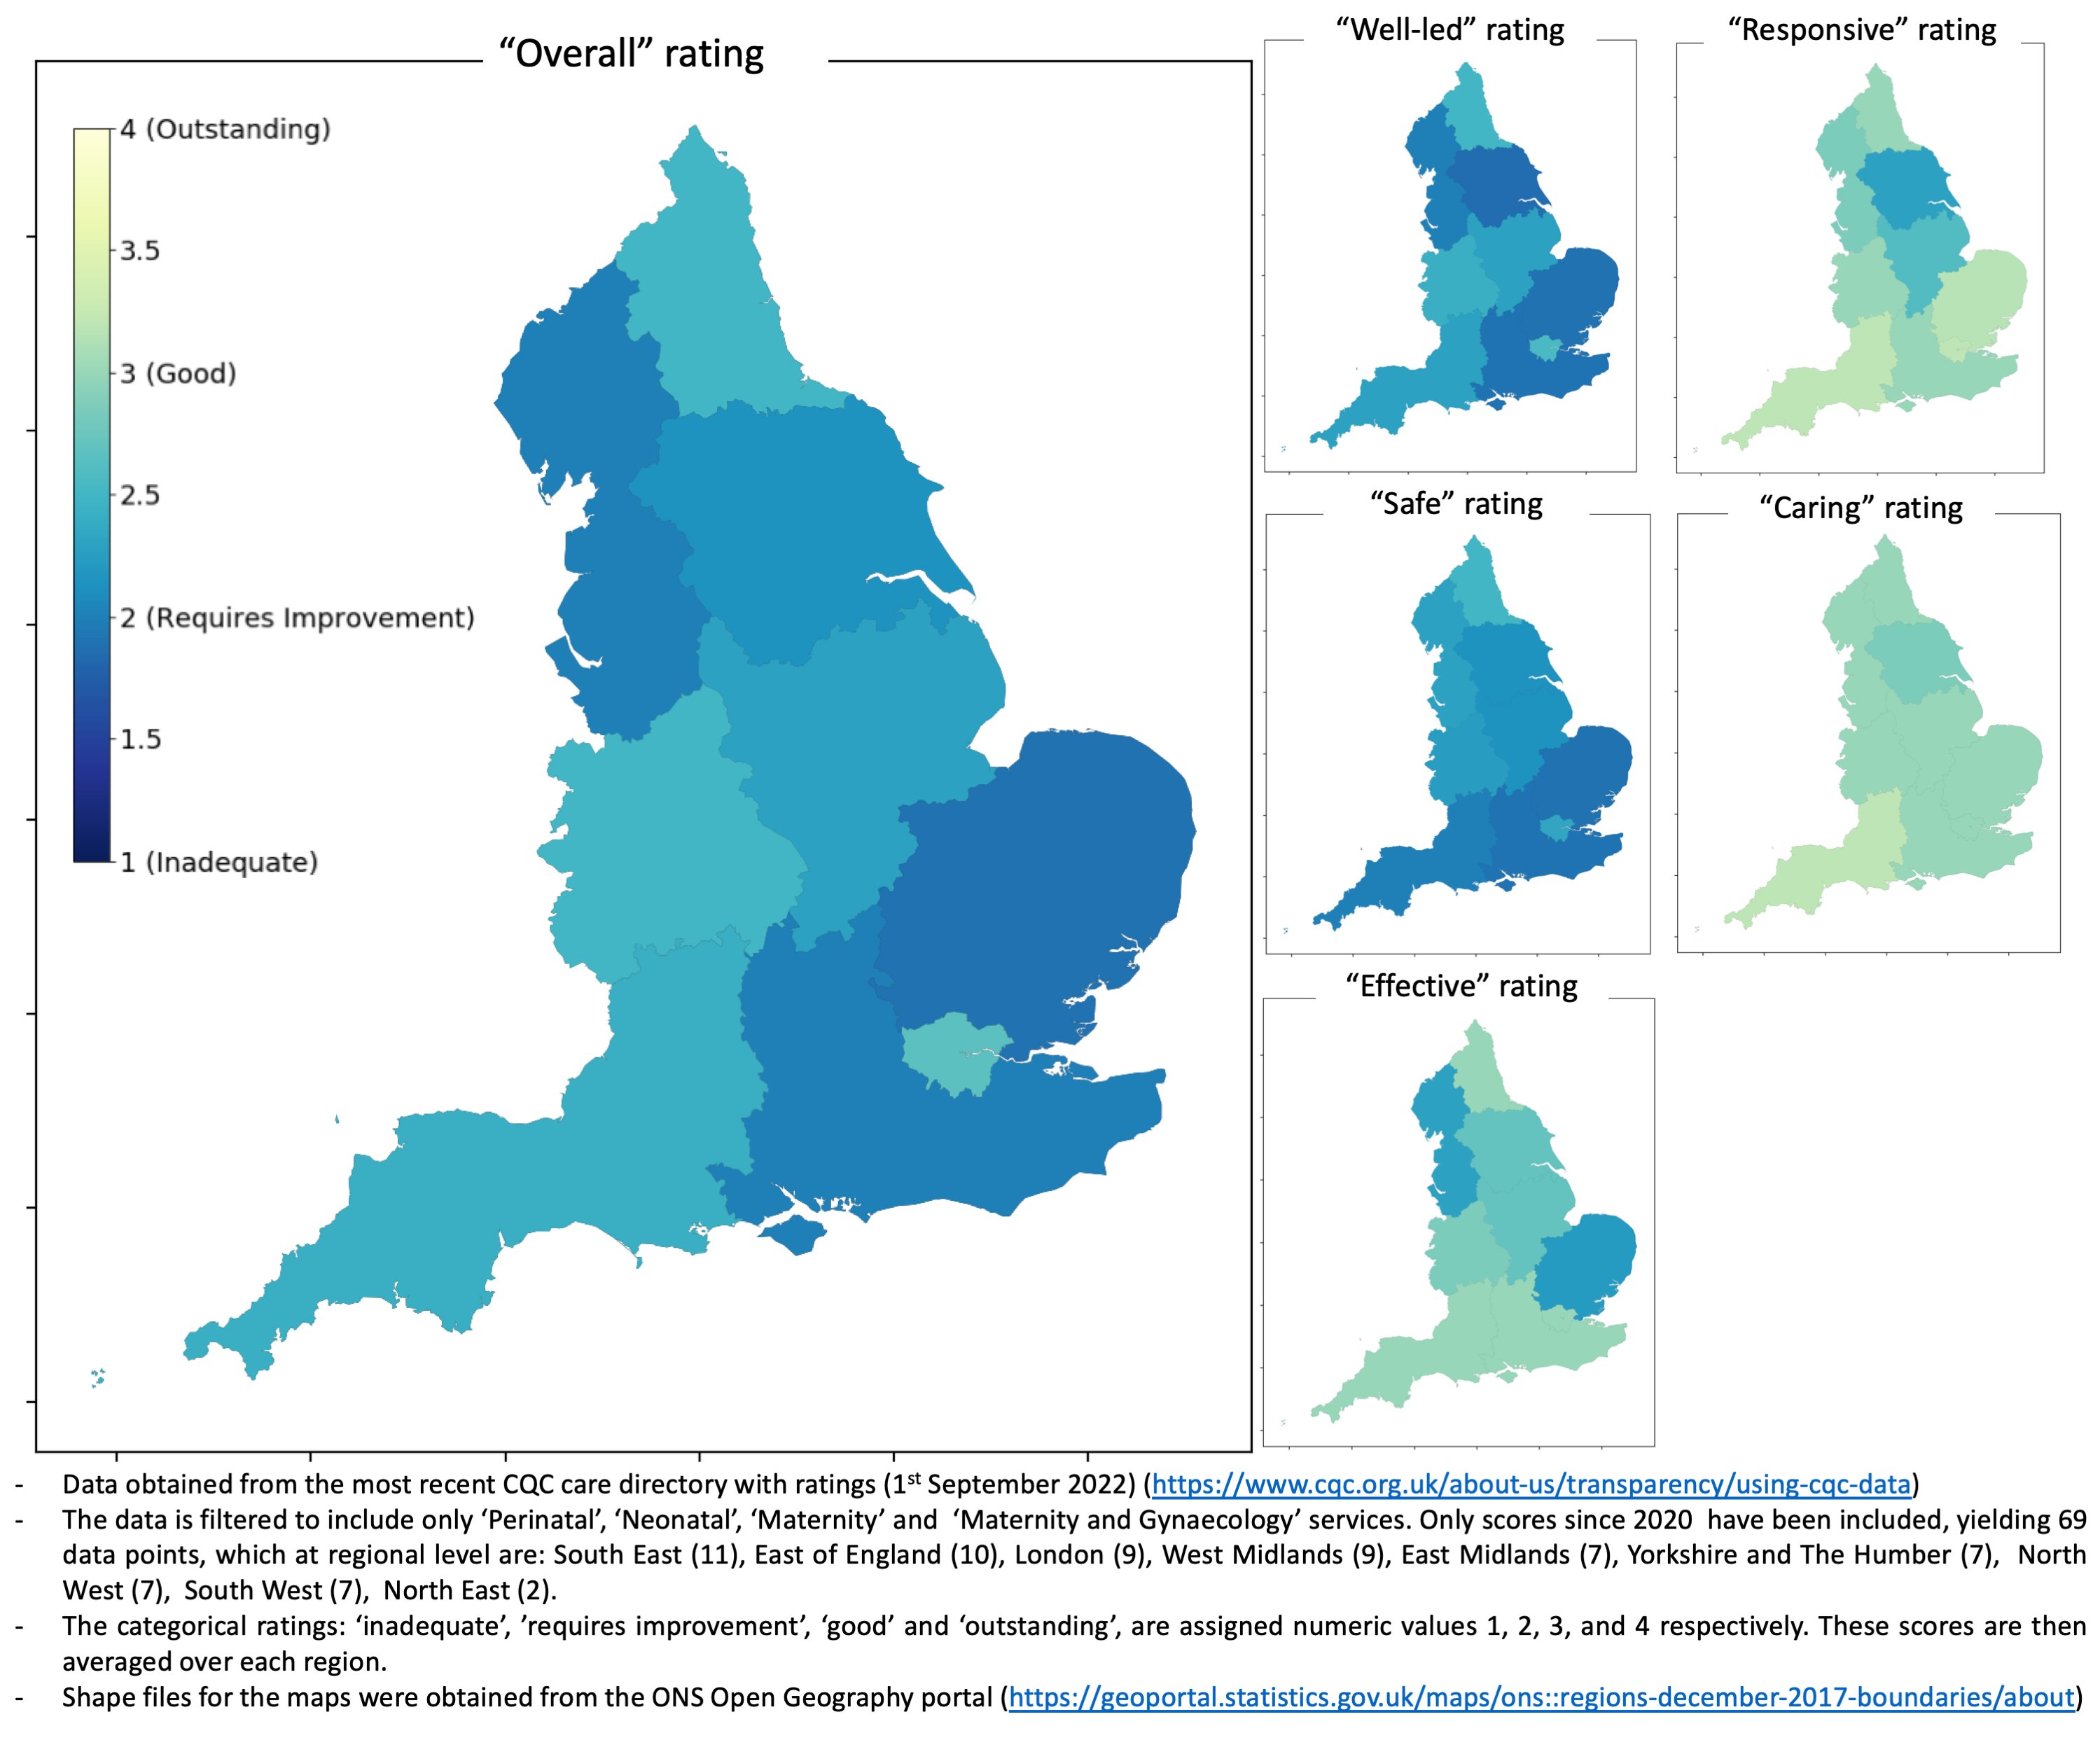 “Overall” rating
4 (Outstanding)
3.5
3 (Good)
2.5
2 (Requires Improvement)
1.5
1 (Inadequate)
“Well-led” rating
“Responsive” rating
“Safe” rating
“Caring” rating
“Effective” rating
- Data obtained from the most recent CQC care directory with ratings (1st September 2022) (https://www.cqc.org.uk/about-us/transparency/using-cqc-data)
- The data is filtered to include only ‘Perinatal’, ‘Neonatal’, ‘Maternity’ and ‘Maternity and Gynaecology’ services. Only scores since 2020 have been included, yielding 69
data points, which at regional level are: South East (11), East of England (10), London (9), West Midlands (9), East Midlands (7), Yorkshire and The Humber (7), North
West (7), South West (7), North East (2).
- The categorical ratings: ‘inadequate’, ’requires improvement’, ‘good’ and ‘outstanding’, are assigned numeric values 1, 2, 3, and 4 respectively. These scores are then
averaged over each region.
- Shape files for the maps were obtained from the ONS Open Geography portal (https://geoportal.statistics.gov.uk/maps/ons::regions-december-2017-boundaries/about)